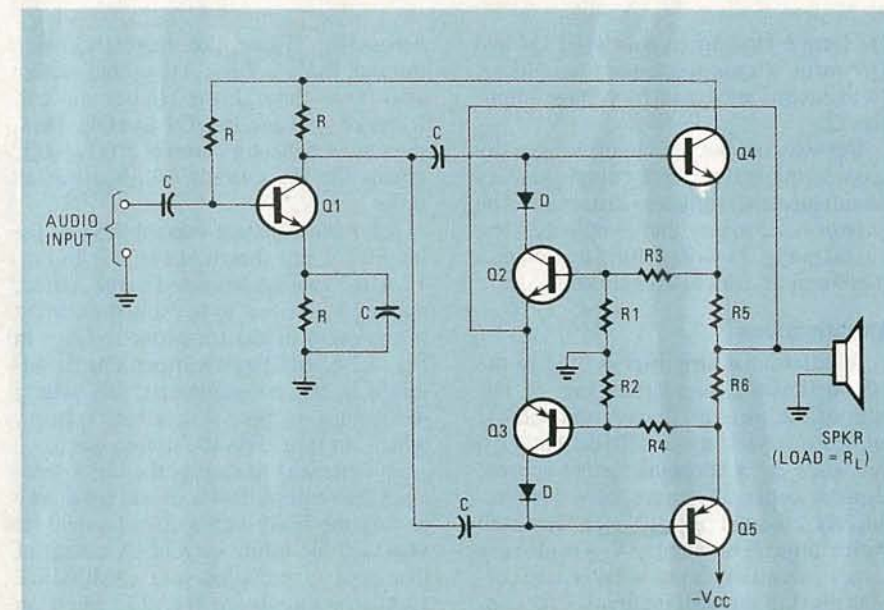 R
R
C
Q4
C
Q1
D
AUDIO
INPUT
Q2
R3
R1
R5
R
C
R2
R6
Q3
R4
SPKR
(LOAD = RL)
D
C
Q5
-VCC